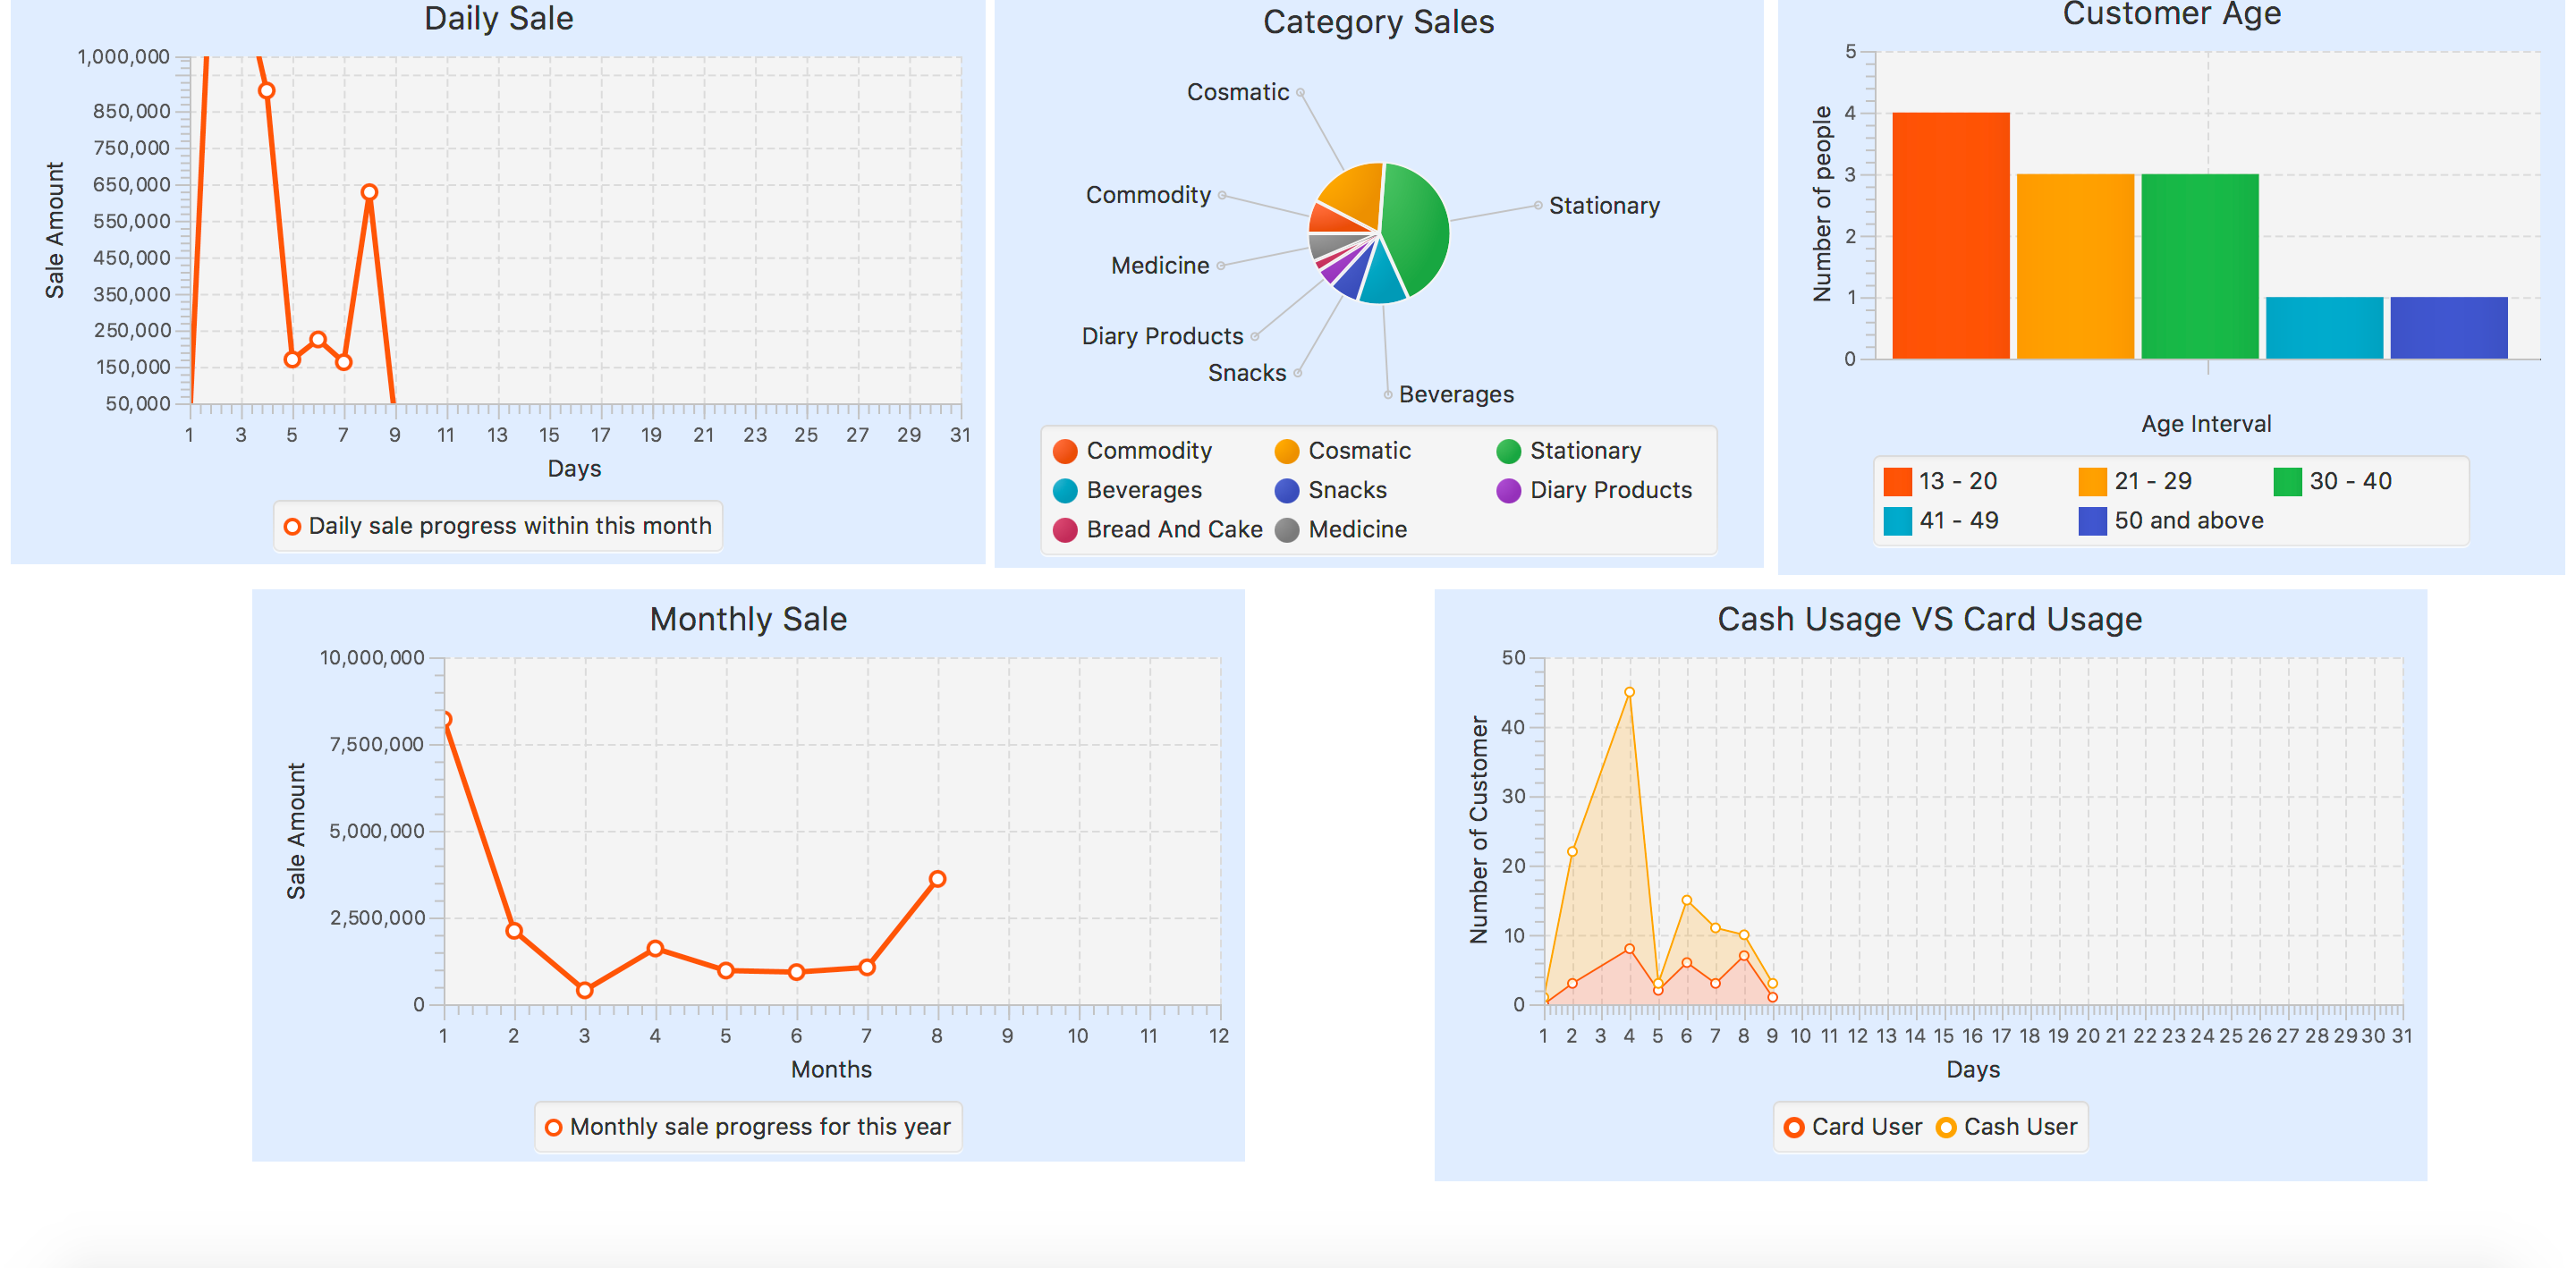 Daily Sale
1,000,000
850,000
750,000
650,000
550,000
450,000
350,000
250,000
150,000
50,000
Sale Amount
1 3 5 7 9 11 13 15 17 19 21 23 25 27 29 31
Days
Daily sale progress within this month
Category Sales
Cosmatic
Commodity
Stationary
Medicine
Diary Products
Snacks
Beverages
Commodity Cosmatic Stationary
Beverages Snacks Diary Products
Bread And Cake Medicine
Customer Age
5
4
3
2
1
0
Number of people
Age Interval
13 - 20 21 - 29 30 - 40
41 - 49 50 and above
Monthly Sale
10,000,000
7,500,000
5,000,000
2,500,000
0
Sale Amount
1 2 3 4 5 6 7 8 9 10 11 12
Months
Monthly sale progress for this year
Cash Usage VS Card Usage
50
40
30
20
10
0
Number of Customer
1 2 3 4 5 6 7 8 9 10 11 12 13 14 15 16 17 18 19 20 21 22 23 24 25 26 27 28 29 30 31
Days
Card User Cash User